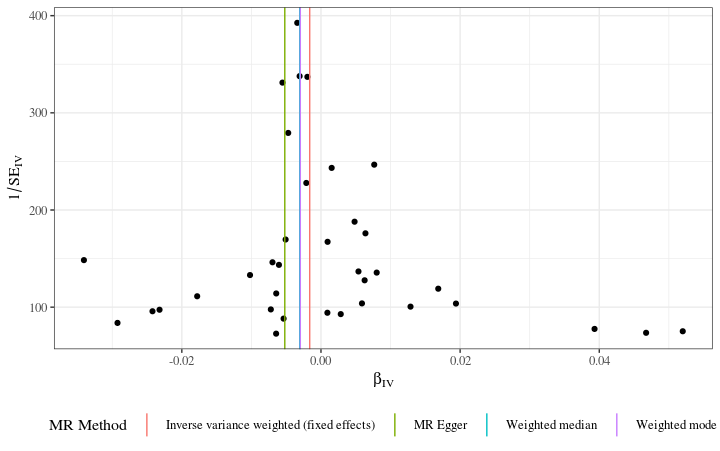 400
300
200
100
1/SE_IV
-0.02 0.00 0.02 0.04
β_IV
MR Method Inverse variance weighted (fixed effects) MR Egger Weighted median Weighted mode